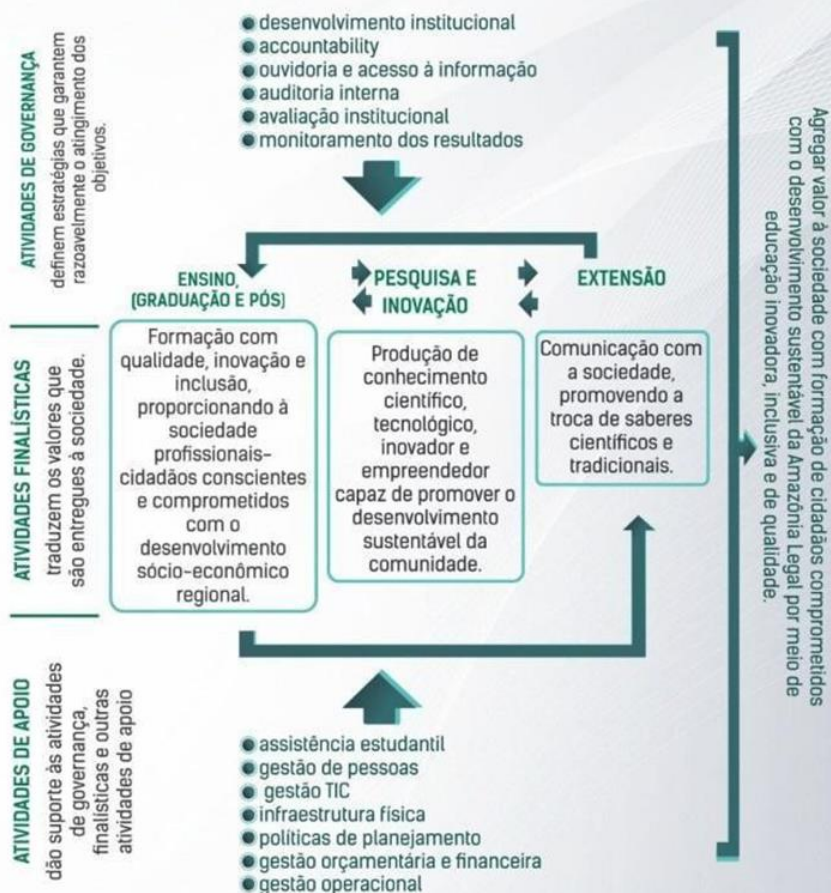 ● desenvolvimento institucional
● accountability
● ouvidoria e acesso à informação
● auditoria interna
● avaliação institucional
● monitoramento dos resultados
ATIVIDADES DE GOVERNANÇA
definem estratégias que garantem
razoavelmente o atingimento dos
objetivos.
ENSINO,
(GRADUAÇÃO E PÓS)
PESQUISA E
INOVAÇÃO
EXTENSÃO
ATIVIDADES FINALÍSTICAS
traduzem os valores que
são entregues à sociedade.
Formação com
qualidade, inovação e
inclusão,
proporcionando à
sociedade
profissionais-
cidadãos conscientes
e comprometidos
com o
desenvolvimento
sócio-econômico
regional.
Produção de
conhecimento
científico,
tecnológico,
inovador e
empreendedor
capaz de promover o
desenvolvimento
sustentável da
comunidade.
Comunicação com
a sociedade,
promovendo a
troca de saberes
científicos e
tradicionais.
ATIVIDADES DE APOIO
dão suporte às atividades
de governança,
finalísticas e outras
atividades de apoio
● assistência estudantil
● gestão de pessoas
● gestão TIC
● infraestrutura física
● políticas de planejamento
● gestão orçamentária e financeira
● gestão operacional
Agregar valor à sociedade com formação de cidadãos comprometidos
com o desenvolvimento sustentável da Amazônia Legal por meio de
educação inovadora, inclusiva e de qualidade.